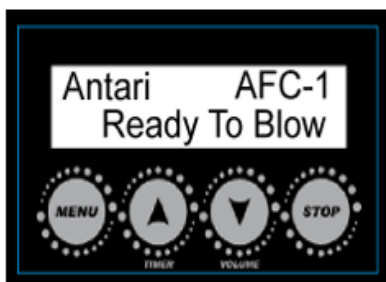 Antari AFC-1
Ready To Blow
MENU STOP
TIMER VOLUME